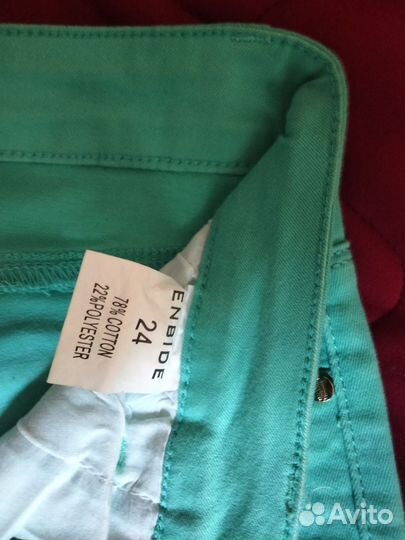 ENBIDE
24
78% COTTON
22%POLYESTER
Avito